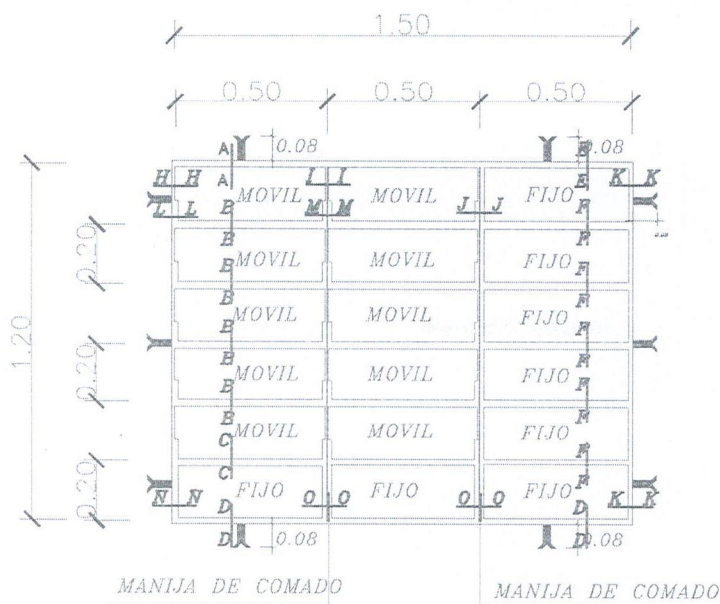 1.50
0.50 0.50 0.50
A 0.08 E 0.08
H H A I I E K K
MOVIL MOVIL FIJO
L L B M M J J F
0.20
B F
MOVIL MOVIL FIJO
B F
B F
MOVIL MOVIL FIJO
1.20
B F
0.20
B F
MOVIL MOVIL FIJO
B F
B F
MOVIL MOVIL FIJO
C F
0.20
C F
FIJO FIJO FIJO
N N D O O O O D K K
D 0.08 D 0.08
MANIJA DE COMADO MANIJA DE COMADO